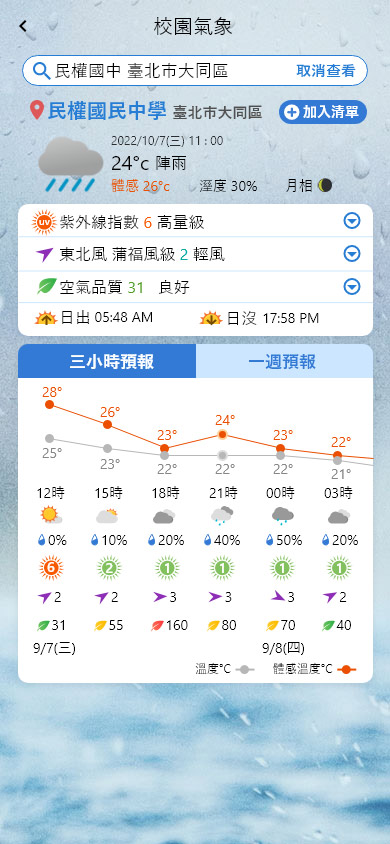 校園氣象
民權國中 臺北市大同區 取消查看
民權國民中學 臺北市大同區 加入清單
2022/10/7(三) 11 : 00
24°c 陣雨
體感 26°c 溼度 30% 月相
UV 紫外線指數 6 高量級
東北風 蒲福風級 2 輕風
空氣品質 31 良好
日出 05:48 AM 日沒 17:58 PM
三小時預報 一週預報
28° 26° 23° 24° 23° 22°
25° 23° 22° 22° 22° 21°
12時 15時 18時 21時 00時 03時
0% 10% 20% 40% 50% 20%
6 2 1 1 1 1
2 2 3 3 3 2
31 55 160 80 70 40
9/7(三) 9/8(四)
溫度°C 體感溫度°C